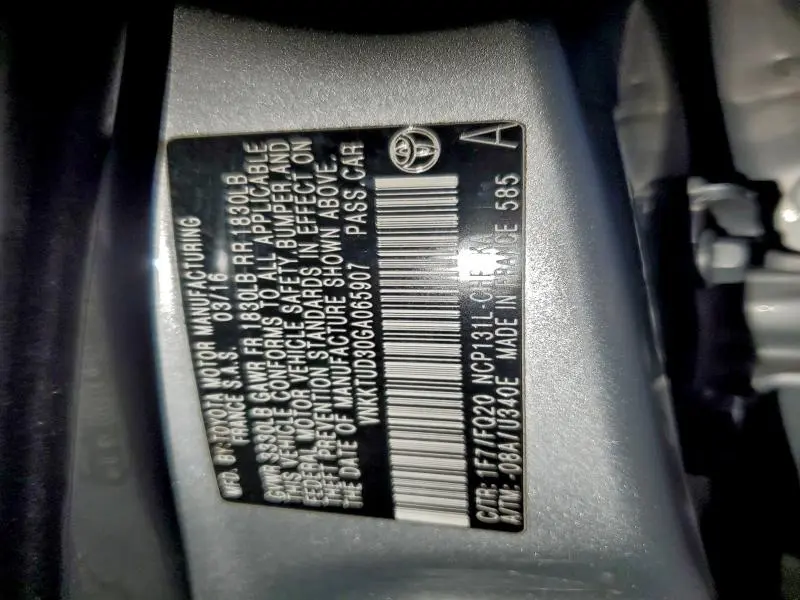 MFD. BY: TOYOTA MOTOR MANUFACTURING
FRANCE S.A.S. 03/16
GVWR 3330LB GAWR FR 1830LB RR 1830LB
THIS VEHICLE CONFORMS TO ALL APPLICABLE
FEDERAL MOTOR VEHICLE SAFETY BUMPER AND
THEFT PREVENTION STANDARDS IN EFFECT ON
THE DATE OF MANUFACTURE SHOWN ABOVE.
VNKKTUD30GA065907 PASS.CAR
C/TR: 1F7/FQ20 NCP131L-
A/TM: -08A/U340E MADE IN FRANCE 585
A